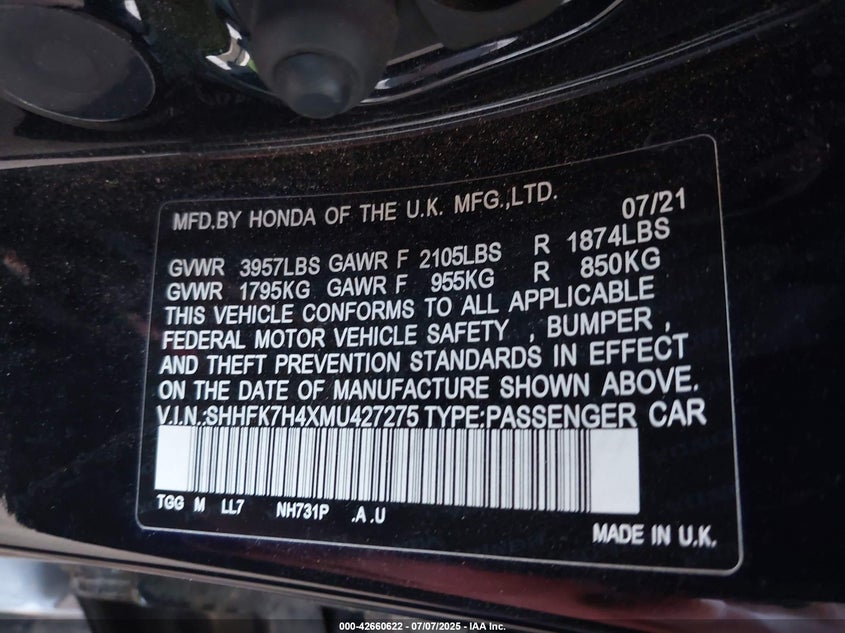 MFD.BY HONDA OF THE U.K. MFG.,LTD. 07/21
GVWR 3957LBS GAWR F 2105LBS R 1874LBS
GVWR 1795KG GAWR F 955KG R 850KG
THIS VEHICLE CONFORMS TO ALL APPLICABLE
FEDERAL MOTOR VEHICLE SAFETY , BUMPER ,
AND THEFT PREVENTION STANDARDS IN EFFECT
ON THE DATE OF MANUFACTURE SHOWN ABOVE.
V.I.N.:SHHFK7H4XMU427275 TYPE:PASSENGER CAR
TGG M LL7 NH731P .A .U
MADE IN U.K.
000-42660622 - 07/07/2025 - IAA Inc.